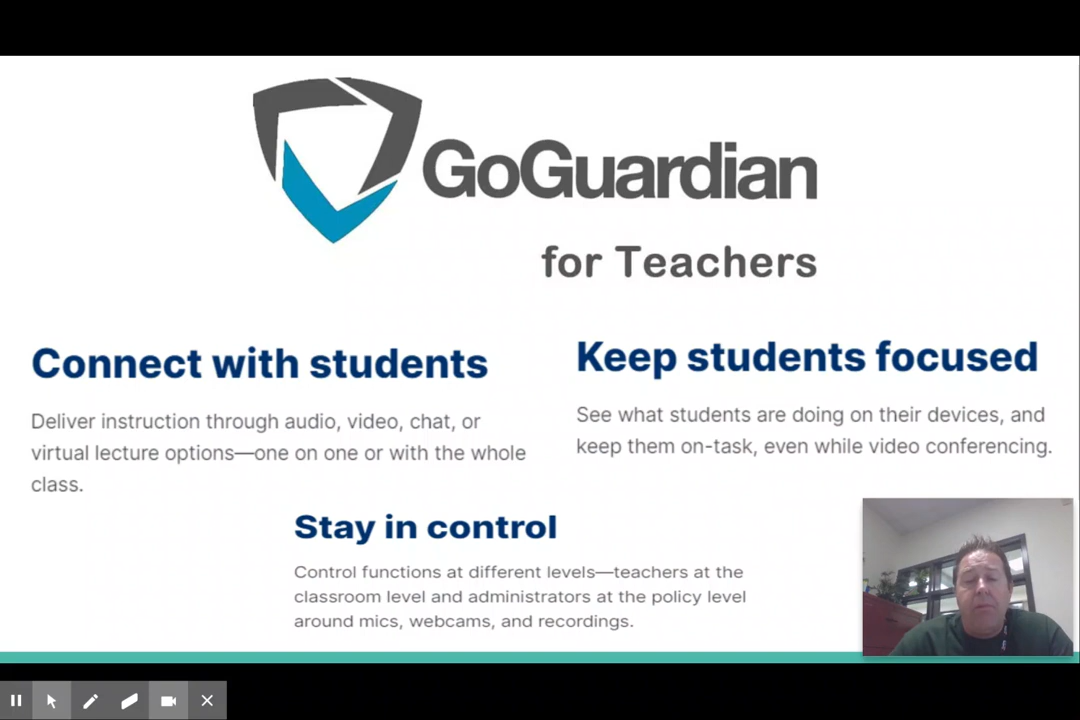 GoGuardian
for Teachers
Connect with students
Deliver instruction through audio, video, chat, or
virtual lecture options—one on one or with the whole
class.
Keep students focused
See what students are doing on their devices, and
keep them on-task, even while video conferencing.
Stay in control
Control functions at different levels—teachers at the
classroom level and administrators at the policy level
around mics, webcams, and recordings.